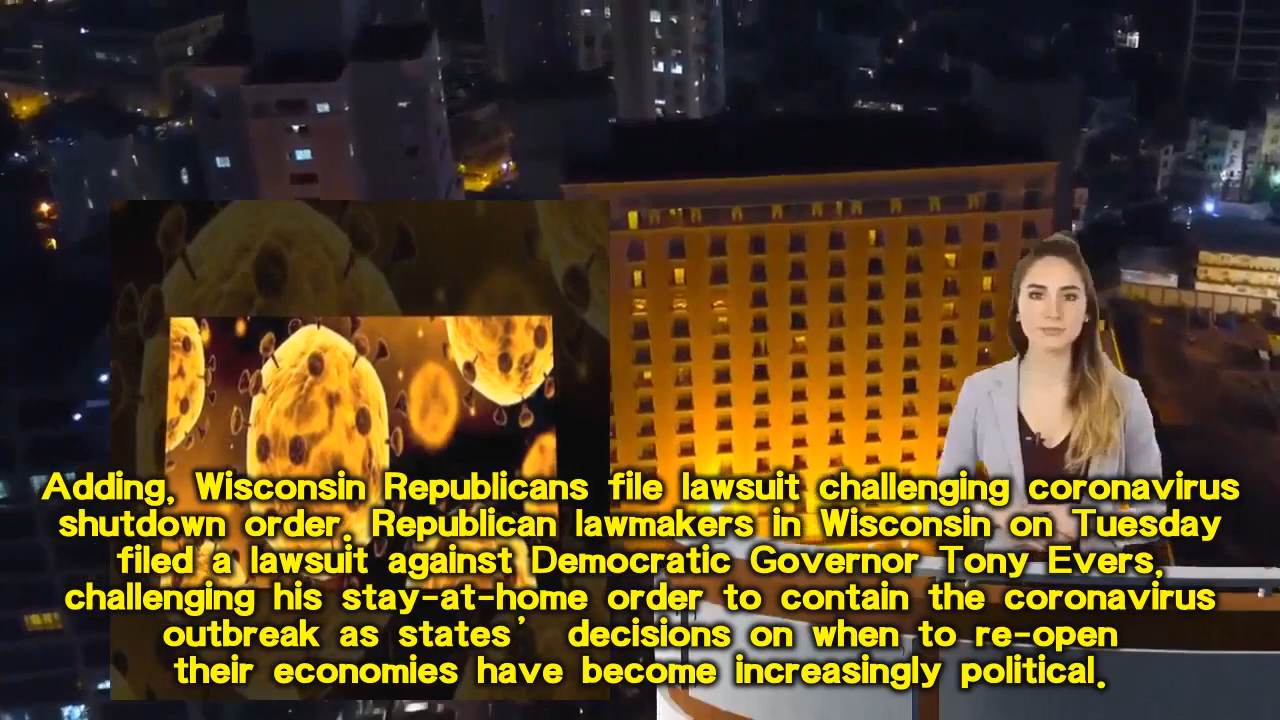 Adding, Wisconsin Republicans file lawsuit challenging coronavirus
shutdown order. Republican lawmakers in Wisconsin on Tuesday
filed a lawsuit against Democratic Governor Tony Evers,
challenging his stay-at-home order to contain the coronavirus
outbreak as states’ decisions on when to re-open
their economies have become increasingly political.